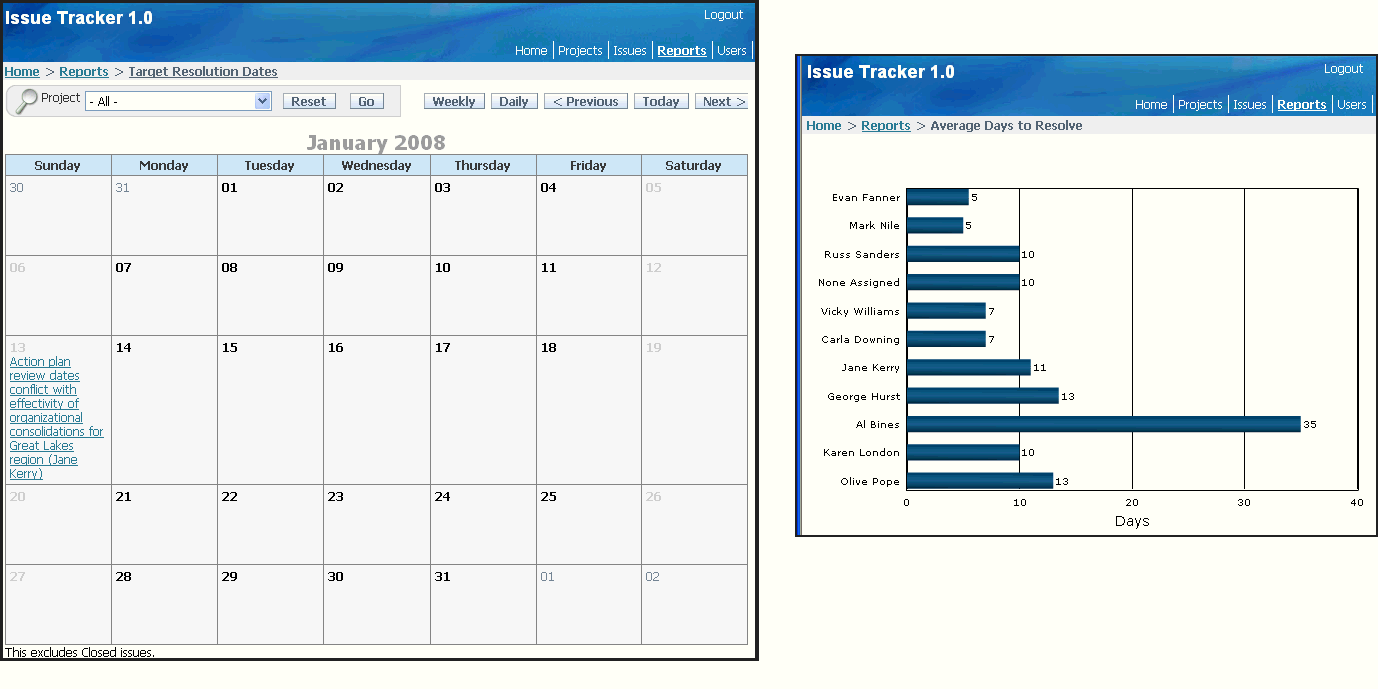 Issue Tracker 1.0
Logout
Home Projects Issues Reports Users
Home > Reports > Target Resolution Dates
Project - All - Reset Go Weekly Daily < Previous Today Next >
January 2008
Sunday Monday Tuesday Wednesday Thursday Friday Saturday
30 31 01 02 03 04 05
06 07 08 09 10 11 12
13 14 15 16 17 18 19
Action plan
review dates
conflict with
effectivity of
organizational
consolidations for
Great Lakes
region (Jane
Kerry)
20 21 22 23 24 25 26
27 28 29 30 31 01 02
This excludes Closed issues.
Issue Tracker 1.0
Logout
Home Projects Issues Reports Users
Home > Reports > Average Days to Resolve
Evan Fanner 5
Mark Nile 5
Russ Sanders 10
None Assigned 10
Vicky Williams 7
Carla Downing 7
Jane Kerry 11
George Hurst 13
Al Bines 35
Karen London 10
Olive Pope 13
0 10 20 30 40
Days